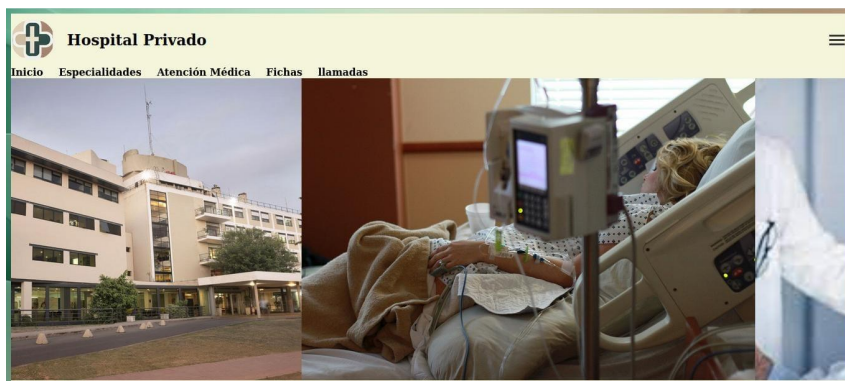 Hospital Privado
Inicio Especialidades Atención Médica Fichas llamadas